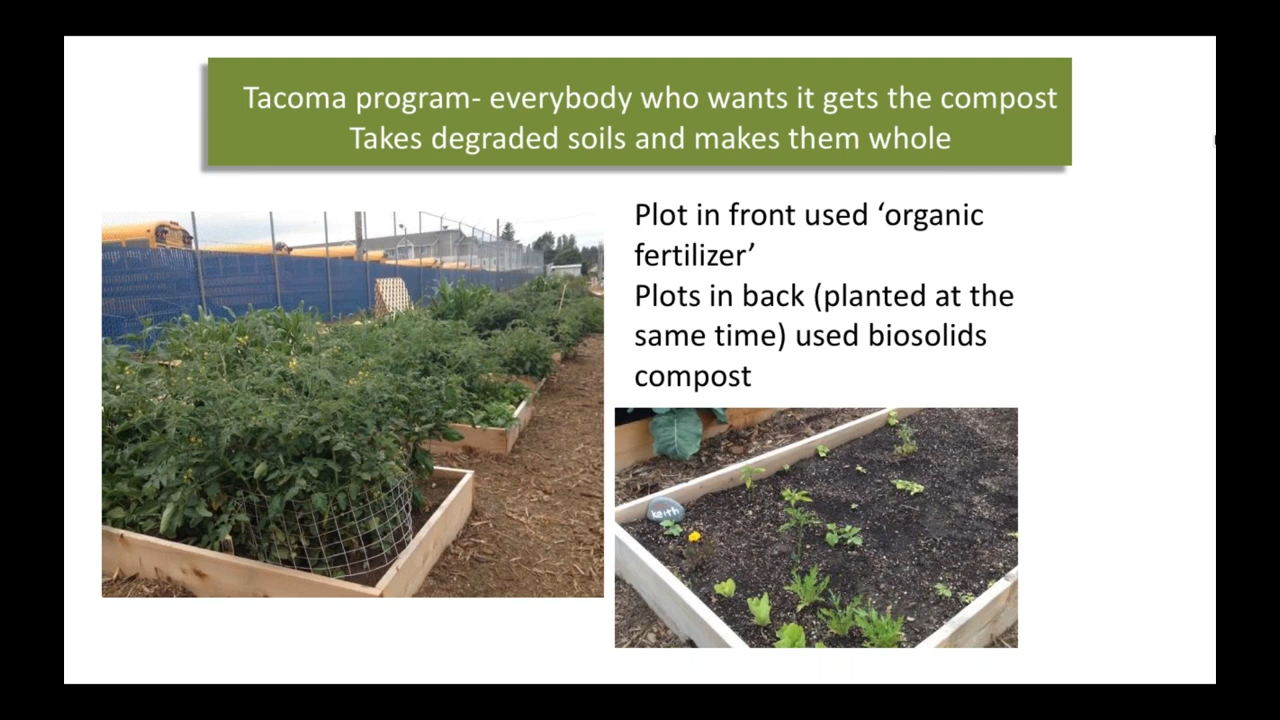 Tacoma program- everybody who wants it gets the compost
Takes degraded soils and makes them whole
Plot in front used ‘organic
fertilizer’
Plots in back (planted at the
same time) used biosolids
compost
keith